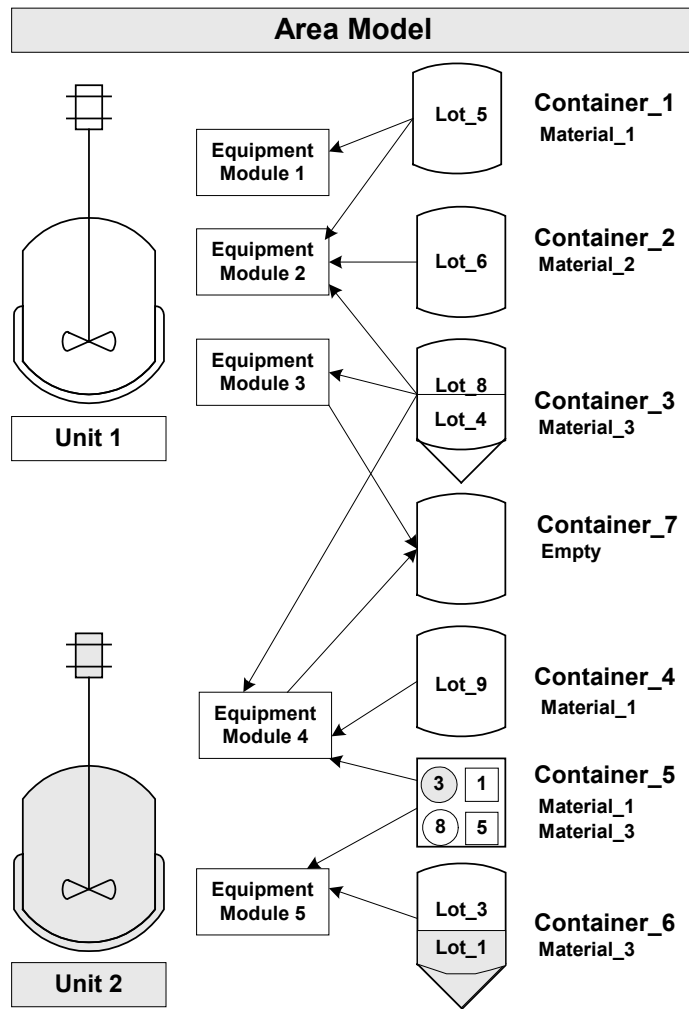 Area Model
Lot_5
Container_1
Material_1
Equipment
Module 1
Equipment
Module 2
Lot_6
Container_2
Material_2
Equipment
Module 3
Lot_8
Lot_4
Container_3
Material_3
Unit 1
Container_7
Empty
Equipment
Module 4
Lot_9
Container_4
Material_1
3
1
8
5
Container_5
Material_1
Material_3
Equipment
Module 5
Lot_3
Lot_1
Container_6
Material_3
Unit 2